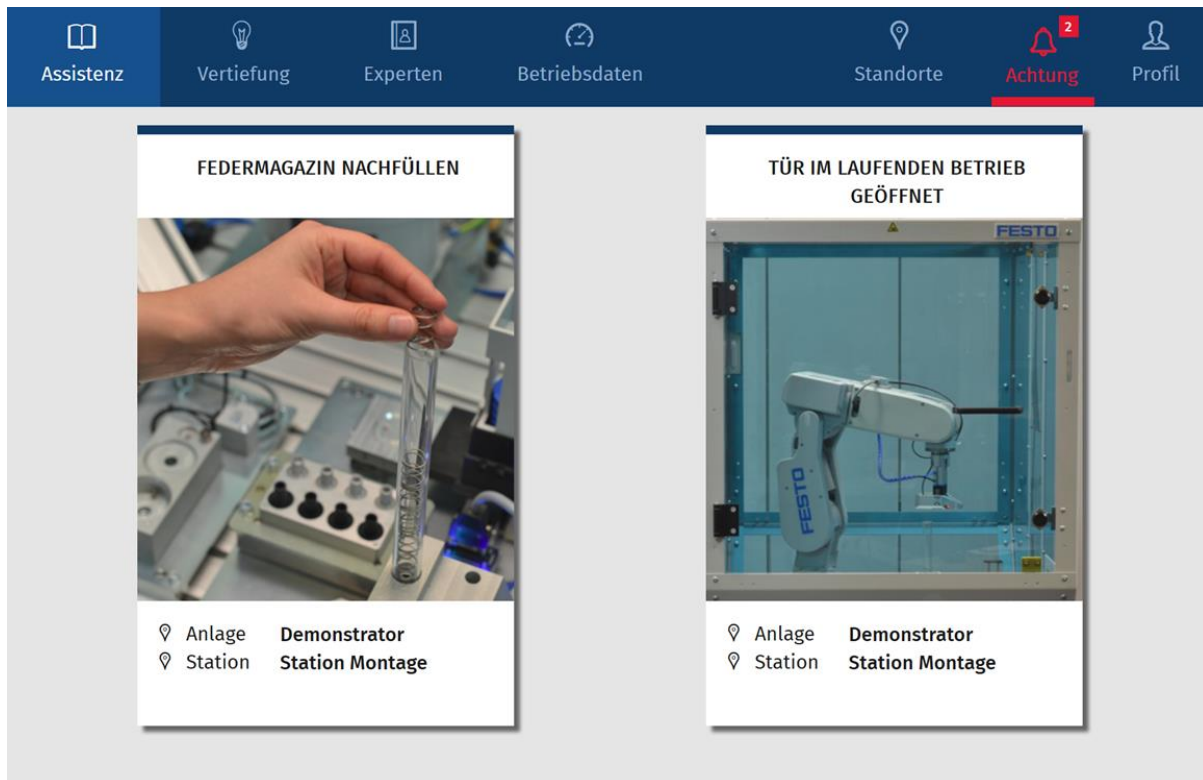 Assistenz
Vertiefung
Experten
Betriebsdaten
Standorte
2
Achtung
Profil
FEDERMAGAZIN NACHFÜLLEN
Anlage Demonstrator
Station Station Montage
TÜR IM LAUFENDEN BETRIEB
GEÖFFNET
FESTO
FESTO
Anlage Demonstrator
Station Station Montage